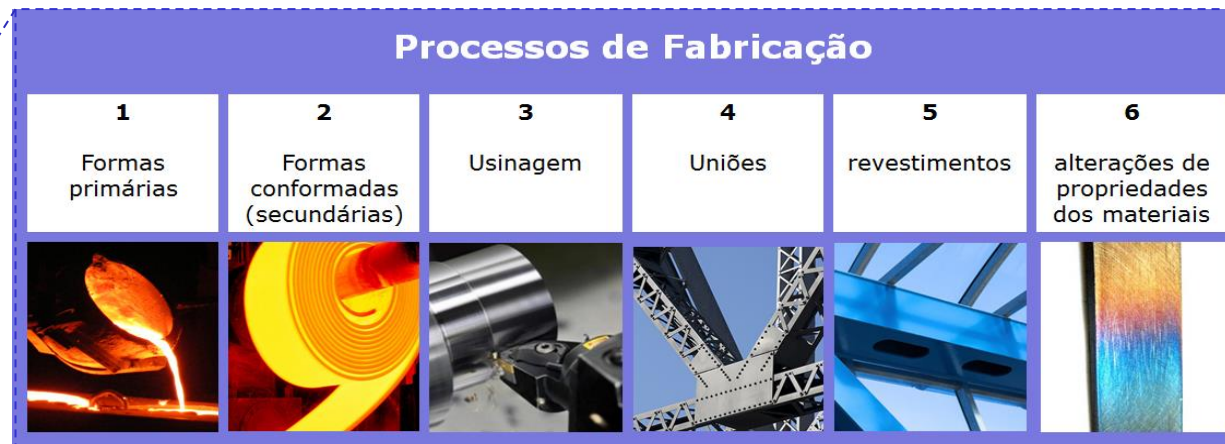 Processos de Fabricação
1
Formas
primárias
2
Formas
conformadas
(secundárias)
3
Usinagem
4
Uniões
5
revestimentos
6
alterações de
propriedades
dos materiais